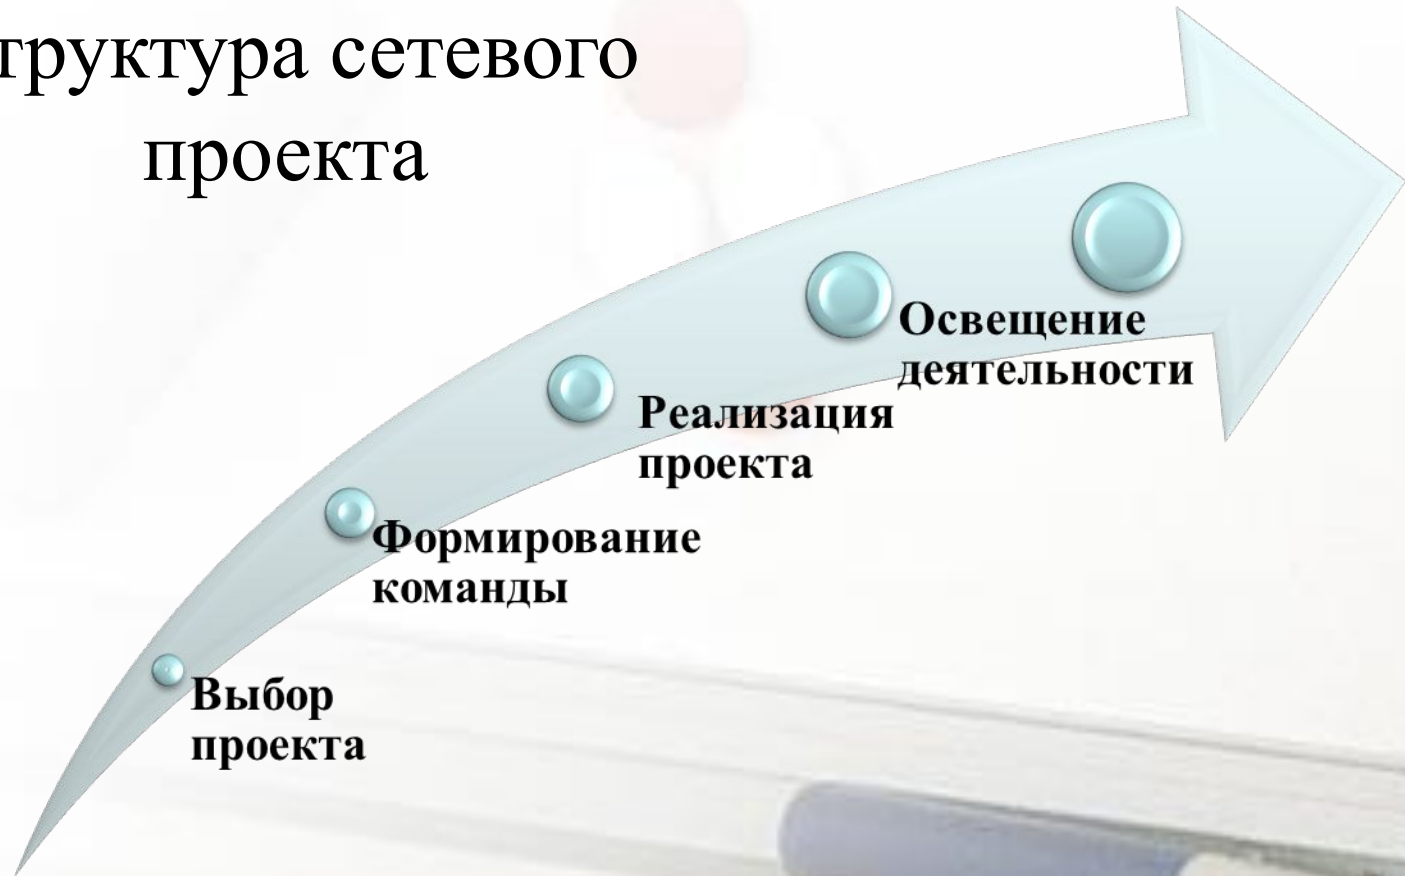 труктура сетевого
проекта
Освещение
деятельности
Реализация
проекта
Формирование
команды
Выбор
проекта